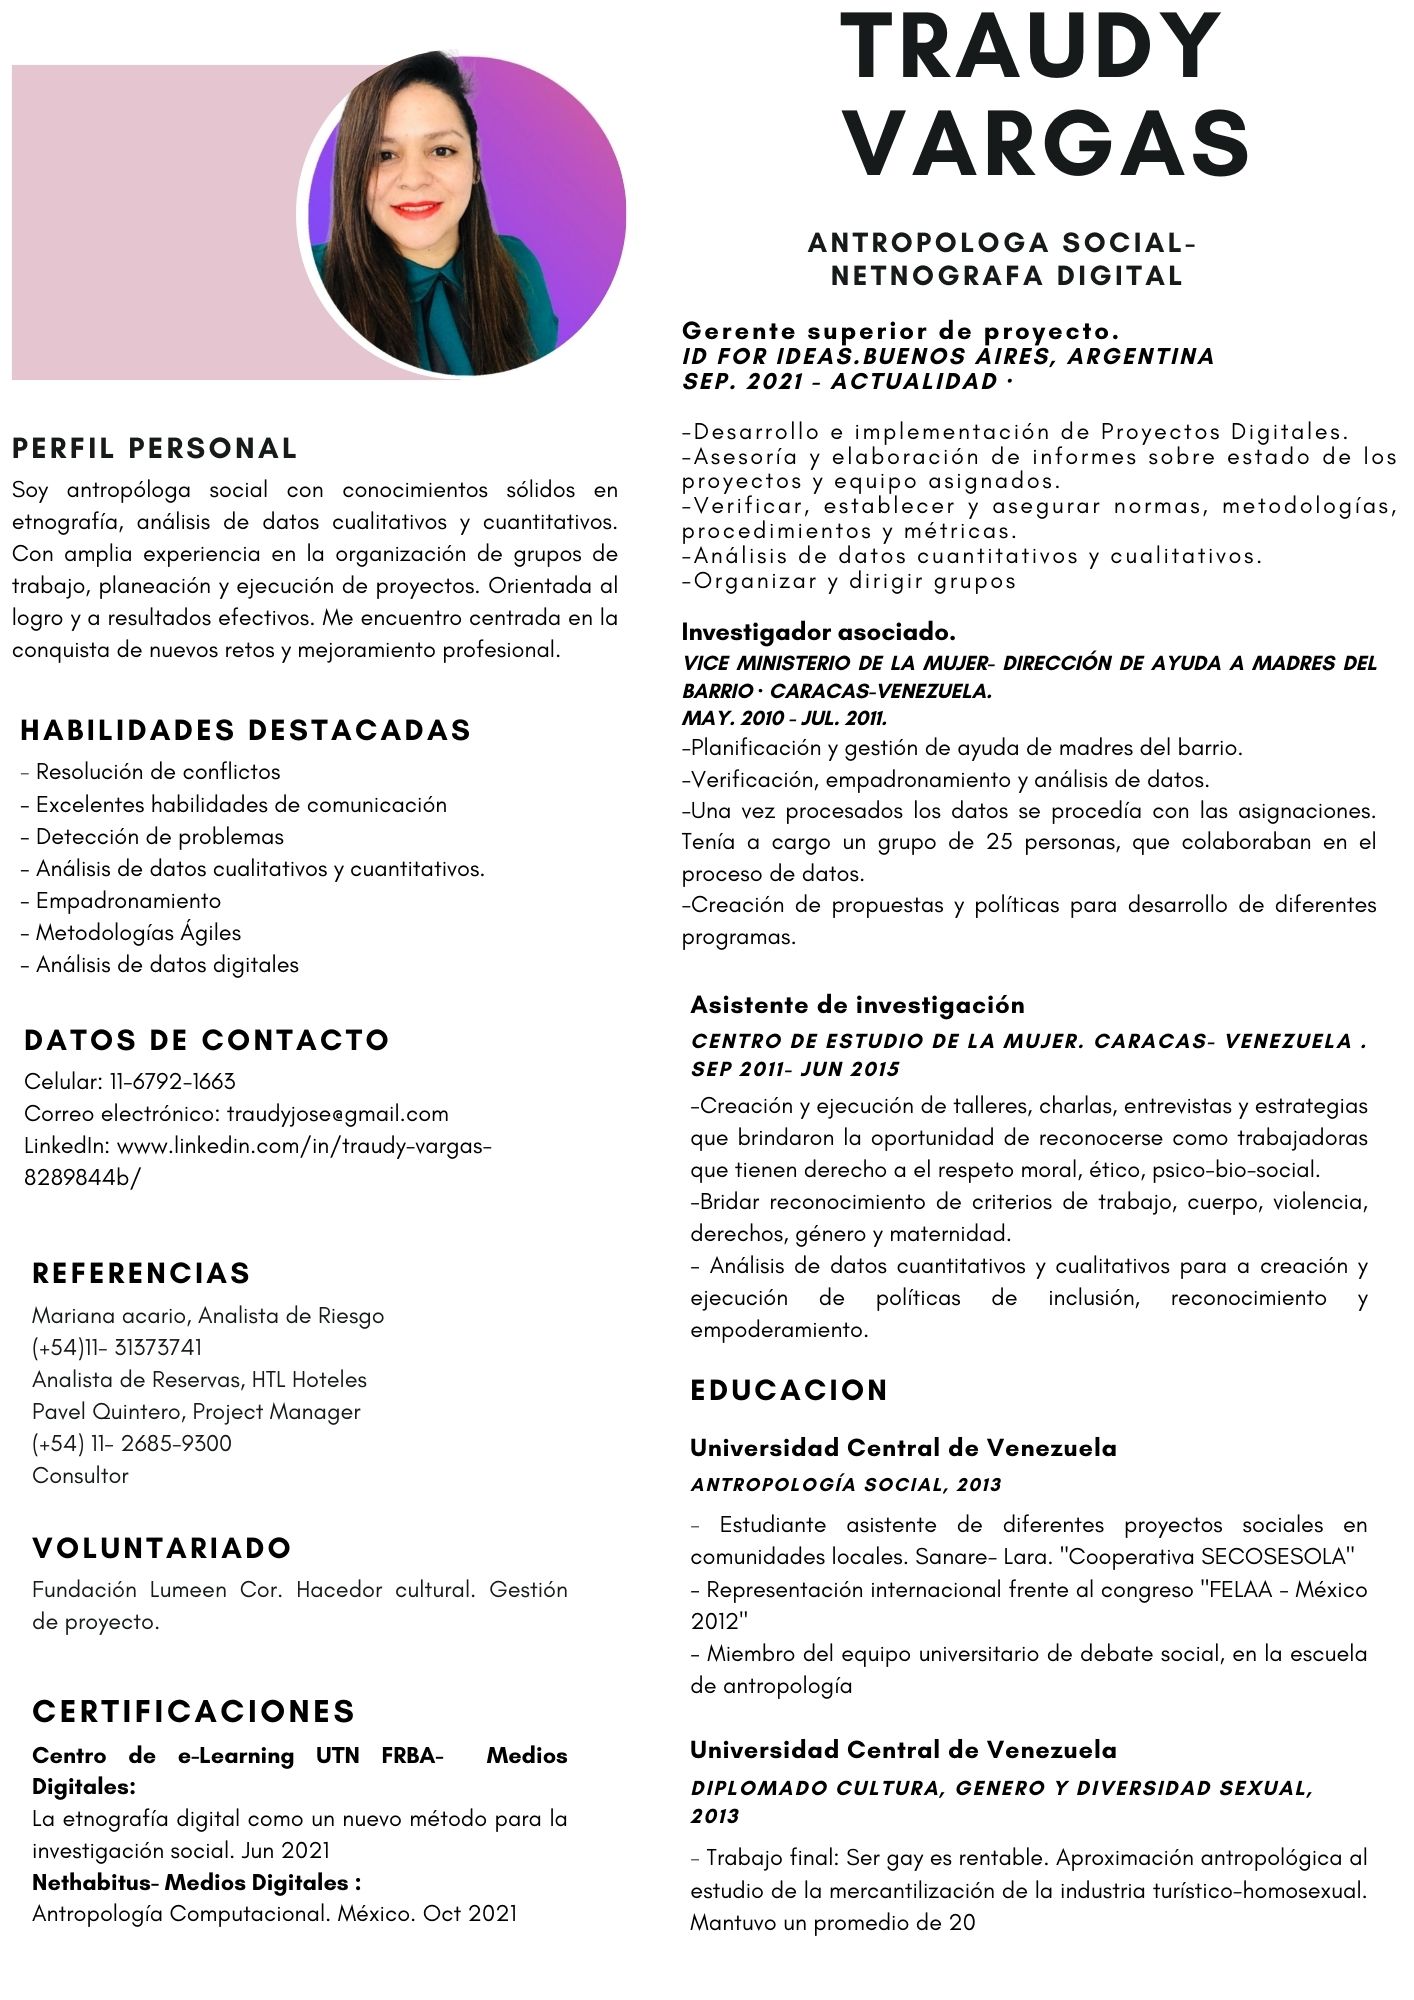 TRAUDY
VARGAS
ANTROPOLOGA SOCIAL-
NETNOGRAFA DIGITAL
PERFIL PERSONAL
Soy antropóloga social con conocimientos sólidos en
etnografía, análisis de datos cualitativos y cuantitativos.
Con amplia experiencia en la organización de grupos de
trabajo, planeación y ejecución de proyectos. Orientada al
logro y a resultados efectivos. Me encuentro centrada en la
conquista de nuevos retos y mejoramiento profesional.
HABILIDADES DESTACADAS
- Resolución de conflictos
- Excelentes habilidades de comunicación
- Detección de problemas
- Análisis de datos cualitativos y cuantitativos.
- Empadronamiento
- Metodologías Ágiles
- Análisis de datos digitales
DATOS DE CONTACTO
Celular: 11-6792-1663
Correo electrónico: traudyjose@gmail.com
LinkedIn: www.linkedin.com/in/traudy-vargas-
8289844b/
REFERENCIAS
Mariana acario, Analista de Riesgo
(+54)11- 31373741
Analista de Reservas, HTL Hoteles
Pavel Quintero, Project Manager
(+54) 11- 2685-9300
Consultor
VOLUNTARIADO
Fundación Lumeen Cor. Hacedor cultural. Gestión
de proyecto.
CERTIFICACIONES
Centro de e-Learning UTN FRBA- Medios
Digitales:
La etnografía digital como un nuevo método para la
investigación social. Jun 2021
Nethabitus- Medios Digitales :
Antropología Computacional. México. Oct 2021
Gerente superior de proyecto.
ID FOR IDEAS.BUENOS AIRES, ARGENTINA
SEP. 2021 - ACTUALIDAD ·
-Desarrollo e implementación de Proyectos Digitales.
-Asesoría y elaboración de informes sobre estado de los
proyectos y equipo asignados.
-Verificar, establecer y asegurar normas, metodologías,
procedimientos y métricas.
-Análisis de datos cuantitativos y cualitativos.
-Organizar y dirigir grupos
Investigador asociado.
VICE MINISTERIO DE LA MUJER- DIRECCIÓN DE AYUDA A MADRES DEL
BARRIO · CARACAS-VENEZUELA.
MAY. 2010 - JUL. 2011.
-Planificación y gestión de ayuda de madres del barrio.
-Verificación, empadronamiento y análisis de datos.
-Una vez procesados los datos se procedía con las asignaciones.
Tenía a cargo un grupo de 25 personas, que colaboraban en el
proceso de datos.
-Creación de propuestas y políticas para desarrollo de diferentes
programas.
Asistente de investigación
CENTRO DE ESTUDIO DE LA MUJER. CARACAS- VENEZUELA .
SEP 2011- JUN 2015
-Creación y ejecución de talleres, charlas, entrevistas y estrategias
que brindaron la oportunidad de reconocerse como trabajadoras
que tienen derecho a el respeto moral, ético, psico-bio-social.
-Bridar reconocimiento de criterios de trabajo, cuerpo, violencia,
derechos, género y maternidad.
- Análisis de datos cuantitativos y cualitativos para a creación y
ejecución de políticas de inclusión, reconocimiento y
empoderamiento.
EDUCACION
Universidad Central de Venezuela
ANTROPOLOGÍA SOCIAL, 2013
- Estudiante asistente de diferentes proyectos sociales en
comunidades locales. Sanare- Lara. "Cooperativa SECOSESOLA"
- Representación internacional frente al congreso "FELAA - México
2012"
- Miembro del equipo universitario de debate social, en la escuela
de antropología
Universidad Central de Venezuela
DIPLOMADO CULTURA, GENERO Y DIVERSIDAD SEXUAL,
2013
- Trabajo final: Ser gay es rentable. Aproximación antropológica al
estudio de la mercantilización de la industria turístico-homosexual.
Mantuvo un promedio de 20